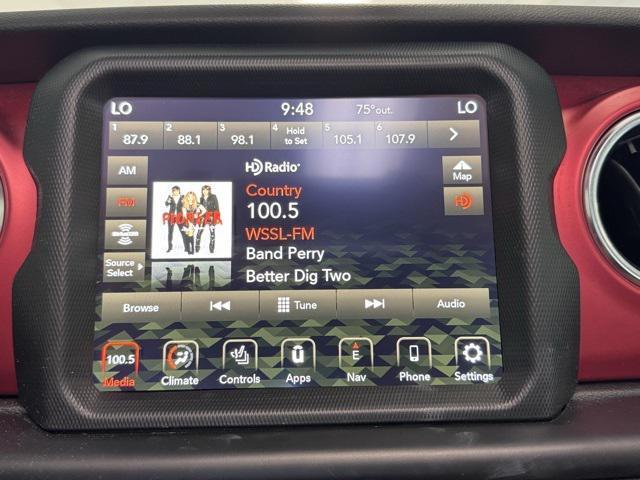 LO 9:48 75°out. LO
1 87.9 2 88.1 3 98.1 4 Hold to Set 5 105.1 6 107.9
AM
HD Radio
Map
FM
PIONEER
Country
100.5
HD
SiriusXM
WSSL-FM
Band Perry
Source Select
Better Dig Two
Browse Tune Audio
100.5 E
Media Climate Controls Apps Nav Phone Settings